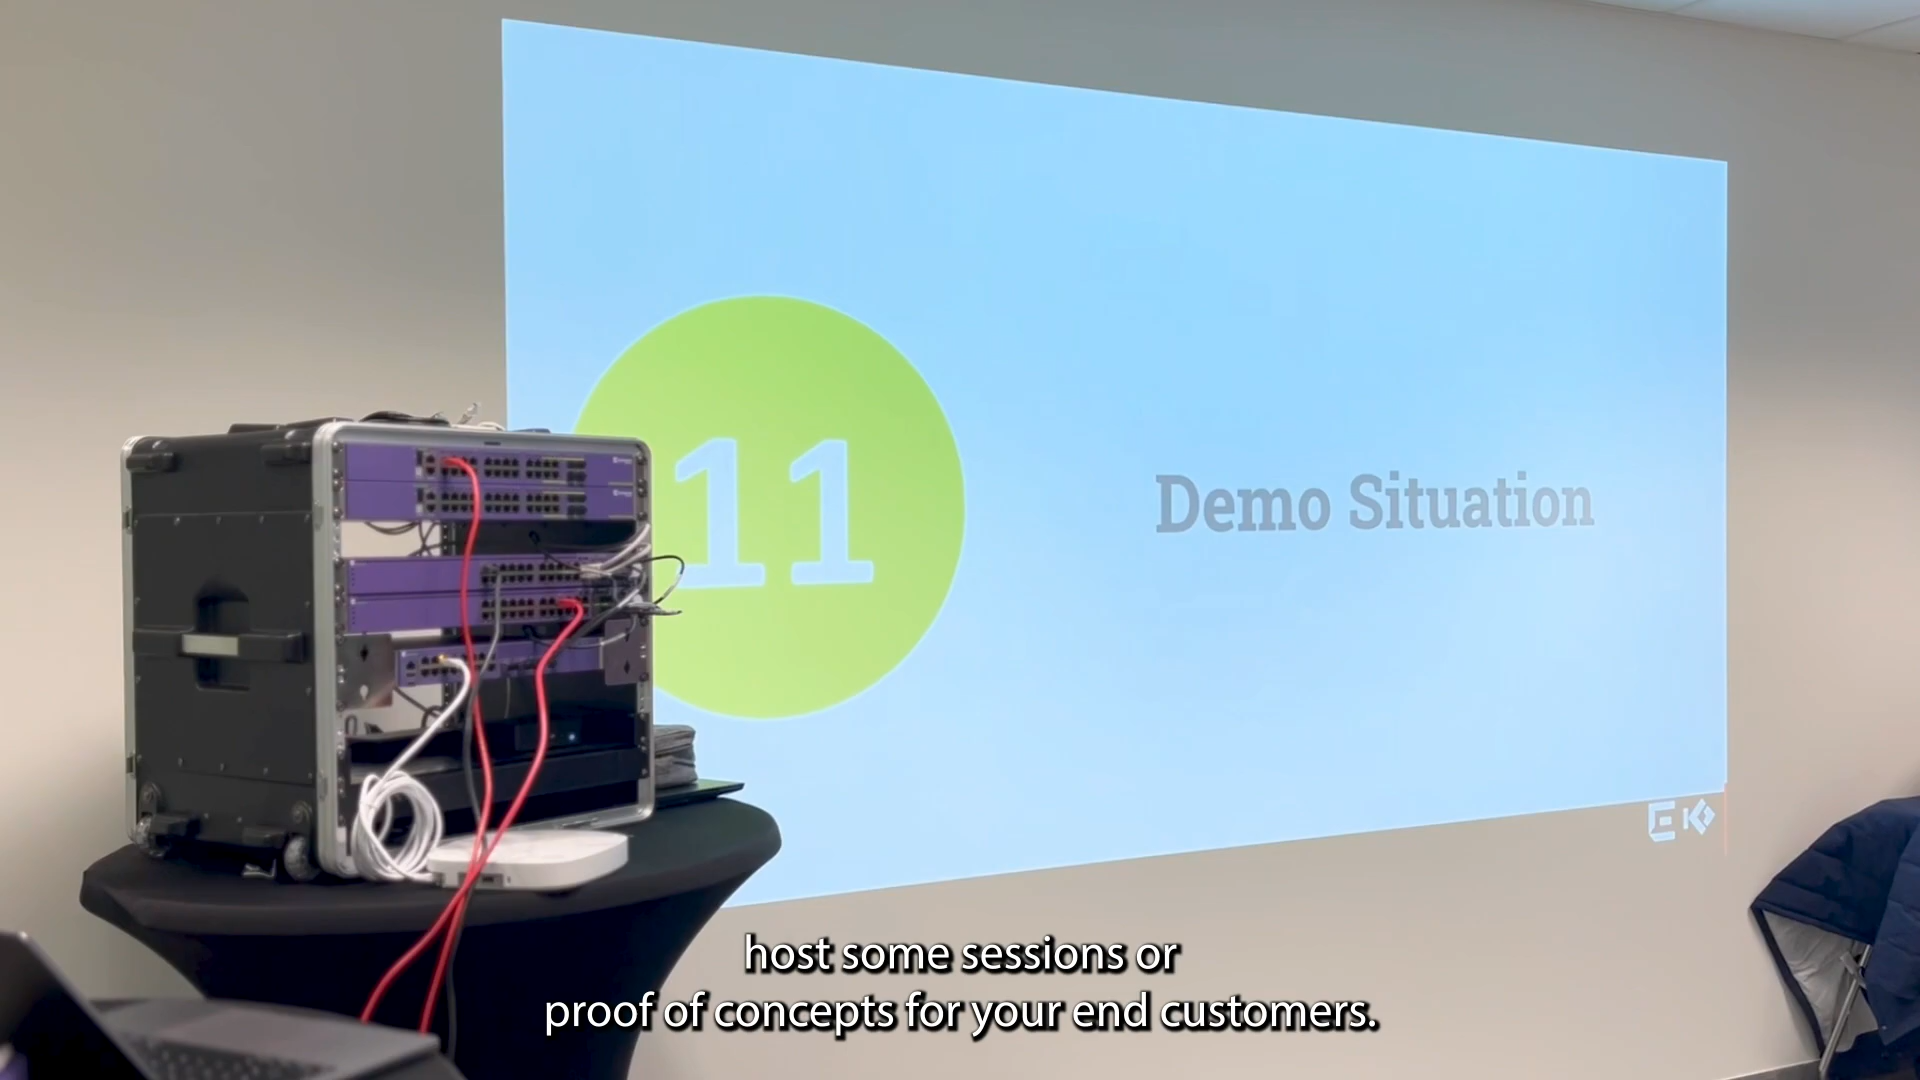 11
Demo Situation
host some sessions or
proof of concepts for your end customers.